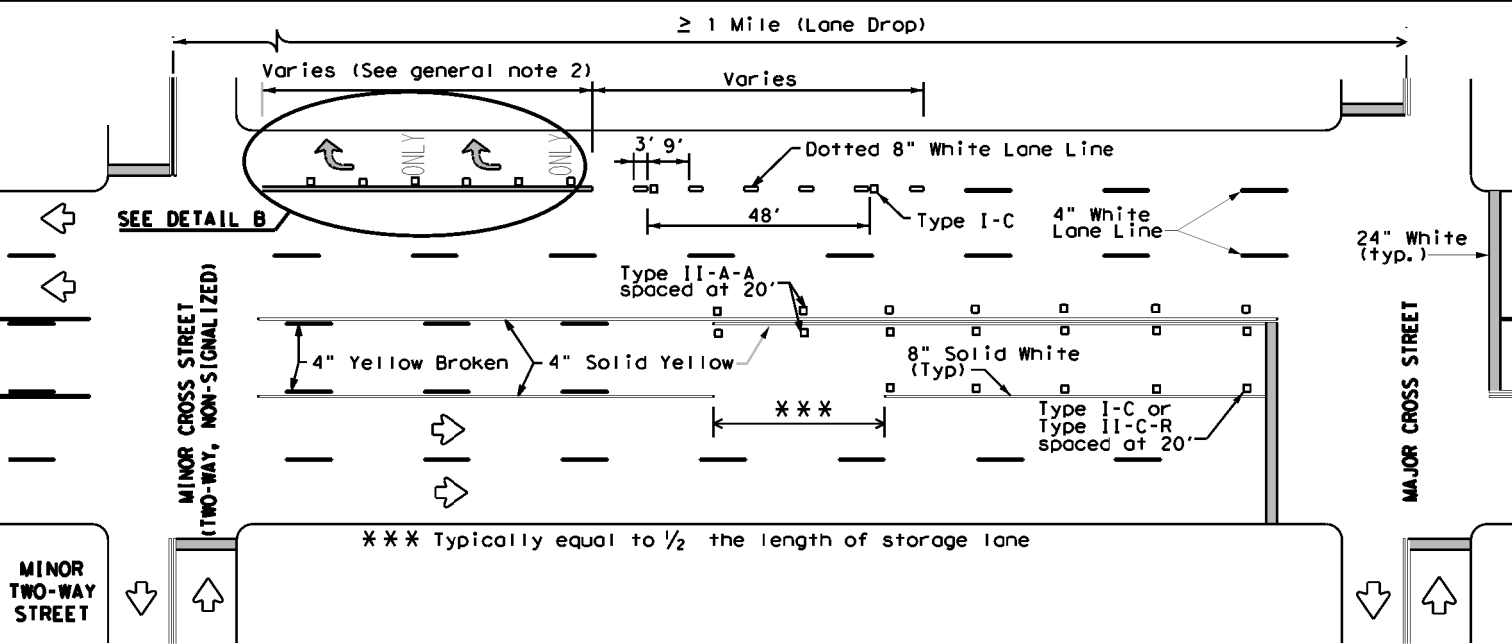 ≥ 1 Mile (Lane Drop)
Varies (See general note 2)
Varies
ONLY
ONLY
3'
9'
Dotted 8" White Lane Line
SEE DETAIL B
48'
Type I-C
4" White
Lane Line
24" White
(typ.)
Type II-A-A
spaced at 20'
MINOR CROSS STREET
(TWO-WAY, NON-SIGNALIZED)
4" Yellow Broken
4" Solid Yellow
8" Solid White
(Typ)
***
Type I-C or
Type II-C-R
spaced at 20'
MAJOR CROSS STREET
*** Typically equal to ½ the length of storage lane
MINOR
TWO-WAY
STREET